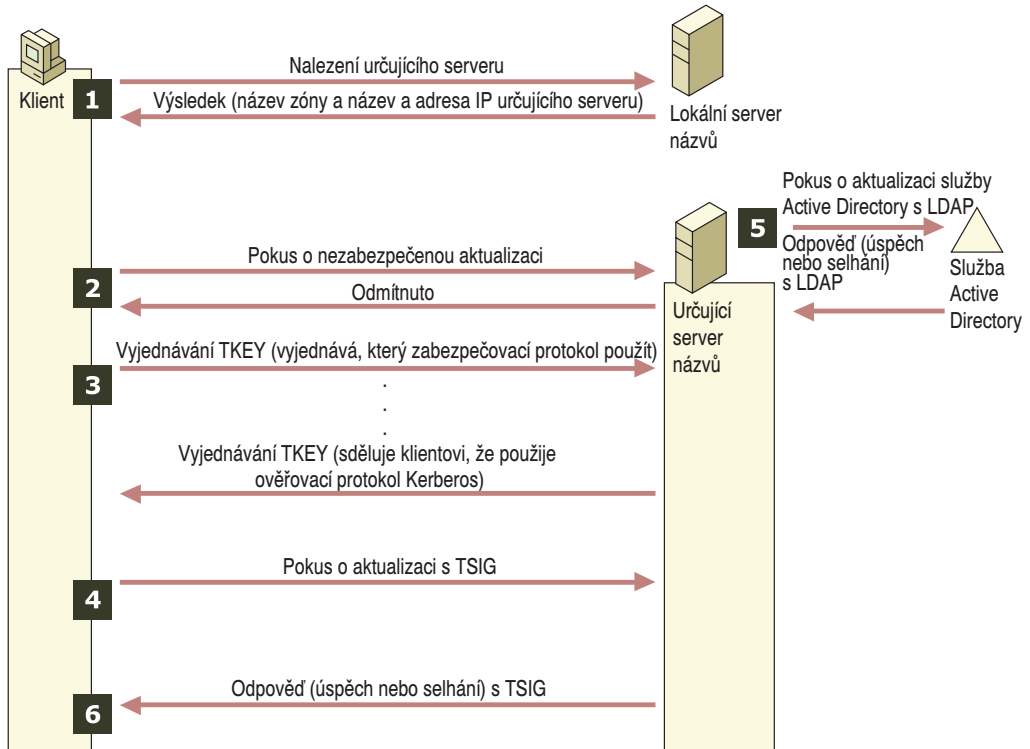 Klient
1
Nalezení určujícího serveru
Výsledek (název zóny a název a adresa IP určujícího serveru)
Lokální server
názvů
5
Pokus o aktualizaci služby
Active Directory s LDAP
Odpověď (úspěch
nebo selhání)
s LDAP
Služba
Active
Directory
2
Pokus o nezabezpečenou aktualizaci
Odmítnuto
Určující
server
názvů
3
Vyjednávání TKEY (vyjednává, který zabezpečovací protokol použít)
.
.
.
Vyjednávání TKEY (sděluje klientovi, že použije
ověřovací protokol Kerberos)
4
Pokus o aktualizaci s TSIG
6
Odpověď (úspěch nebo selhání) s TSIG